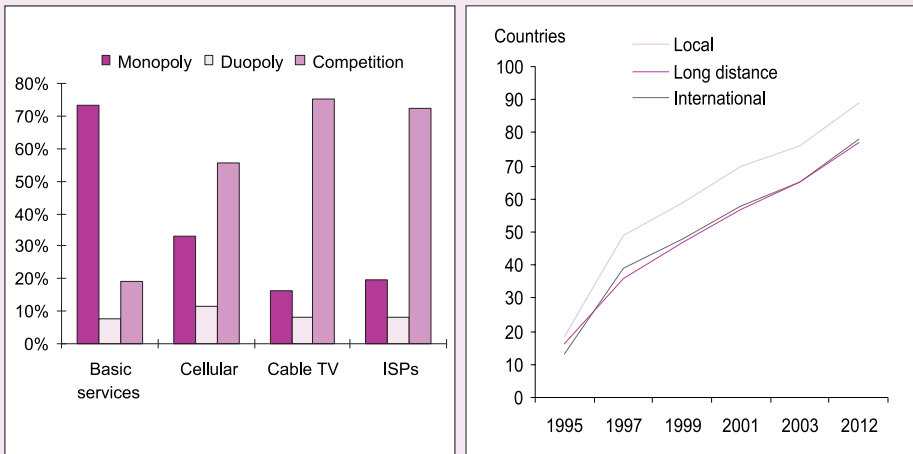 Monopoly Duopoly Competition
80%
70%
60%
50%
40%
30%
20%
10%
0%
Basic services
Cellular
Cable TV
ISPs
Countries
Local
Long distance
International
100
90
80
70
60
50
40
30
20
10
0
1995 1997 1999 2001 2003 2012